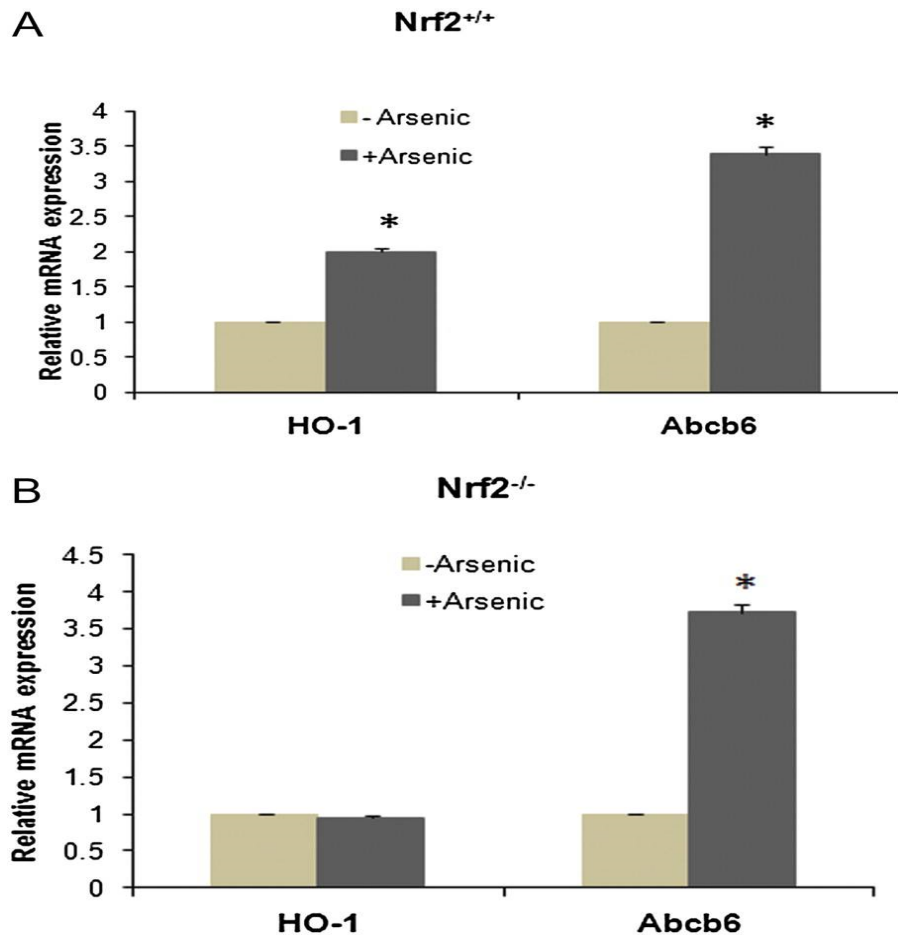 A
Nrf2+/+
Relative mRNA expression
4
3.5
3
2.5
2
1.5
1
0.5
0
- Arsenic
+Arsenic
*
*
HO-1
Abcb6
B
Nrf2-/-
Relative mRNA expression
4.5
4
3.5
3
2.5
2
1.5
1
0.5
0
-Arsenic
+Arsenic
*
HO-1
Abcb6